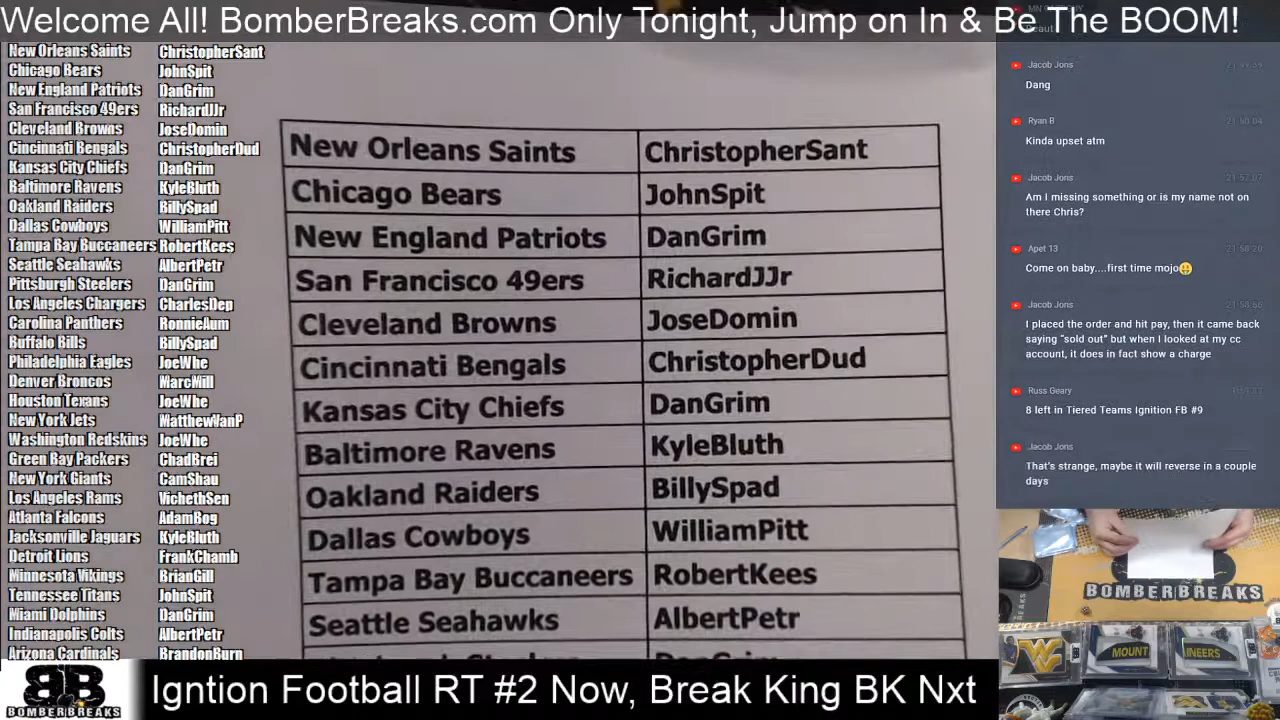 Welcome All! BomberBreaks.com Only Tonight, Jump on In & Be The BOOM!
New Orleans Saints ChristopherSant
Chicago Bears JohnSpit
New England Patriots DanGrim
San Francisco 49ers RichardJJr
Cleveland Browns JoseDomin
Cincinnati Bengals ChristopherDud
Kansas City Chiefs DanGrim
Baltimore Ravens KyleBluth
Oakland Raiders BillySpad
Dallas Cowboys WilliamPitt
Tampa Bay Buccaneers RobertKees
Seattle Seahawks AlbertPetr
Pittsburgh Steelers DanGrim
Los Angeles Chargers CharlesDep
Carolina Panthers RonnieAum
Buffalo Bills BillySpad
Philadelphia Eagles JoeWhe
Denver Broncos MarcMill
Houston Texans JoeWhe
New York Jets MatthewVanP
Washington Redskins JoeWhe
Green Bay Packers ChadBrei
New York Giants CamShau
Los Angeles Rams VichethSen
Atlanta Falcons AdamBog
Jacksonville Jaguars KyleBluth
Detroit Lions FrankChamb
Minnesota Vikings BrianGill
Tennessee Titans JohnSpit
Miami Dolphins DanGrim
Indianapolis Colts AlbertPetr
Arizona Cardinals BrandonBurn
New Orleans Saints ChristopherSant
Chicago Bears JohnSpit
New England Patriots DanGrim
San Francisco 49ers RichardJJr
Cleveland Browns JoseDomin
Cincinnati Bengals ChristopherDud
Kansas City Chiefs DanGrim
Baltimore Ravens KyleBluth
Oakland Raiders BillySpad
Dallas Cowboys WilliamPitt
Tampa Bay Buccaneers RobertKees
Seattle Seahawks AlbertPetr
DanGrim
Jacob Jons
Dang
Ryan B 21:50:04
Kinda upset atm
Jacob Jons 21:57:07
Am I missing something or is my name not on
there Chris?
Apet 13 21:58:20
Come on baby....first time mojo😃
Jacob Jons
I placed the order and hit pay, then it came back
saying "sold out" but when I looked at my cc
account, it does in fact show a charge
Russ Geary
8 left in Tiered Teams Ignition FB #9
Jacob Jons
That's strange, maybe it will reverse in a couple
days
BOMBERBREAKS
MOUNT
INEERS
BB
BOMBERBREAKS
Igntion Football RT #2 Now, Break King BK Nxt